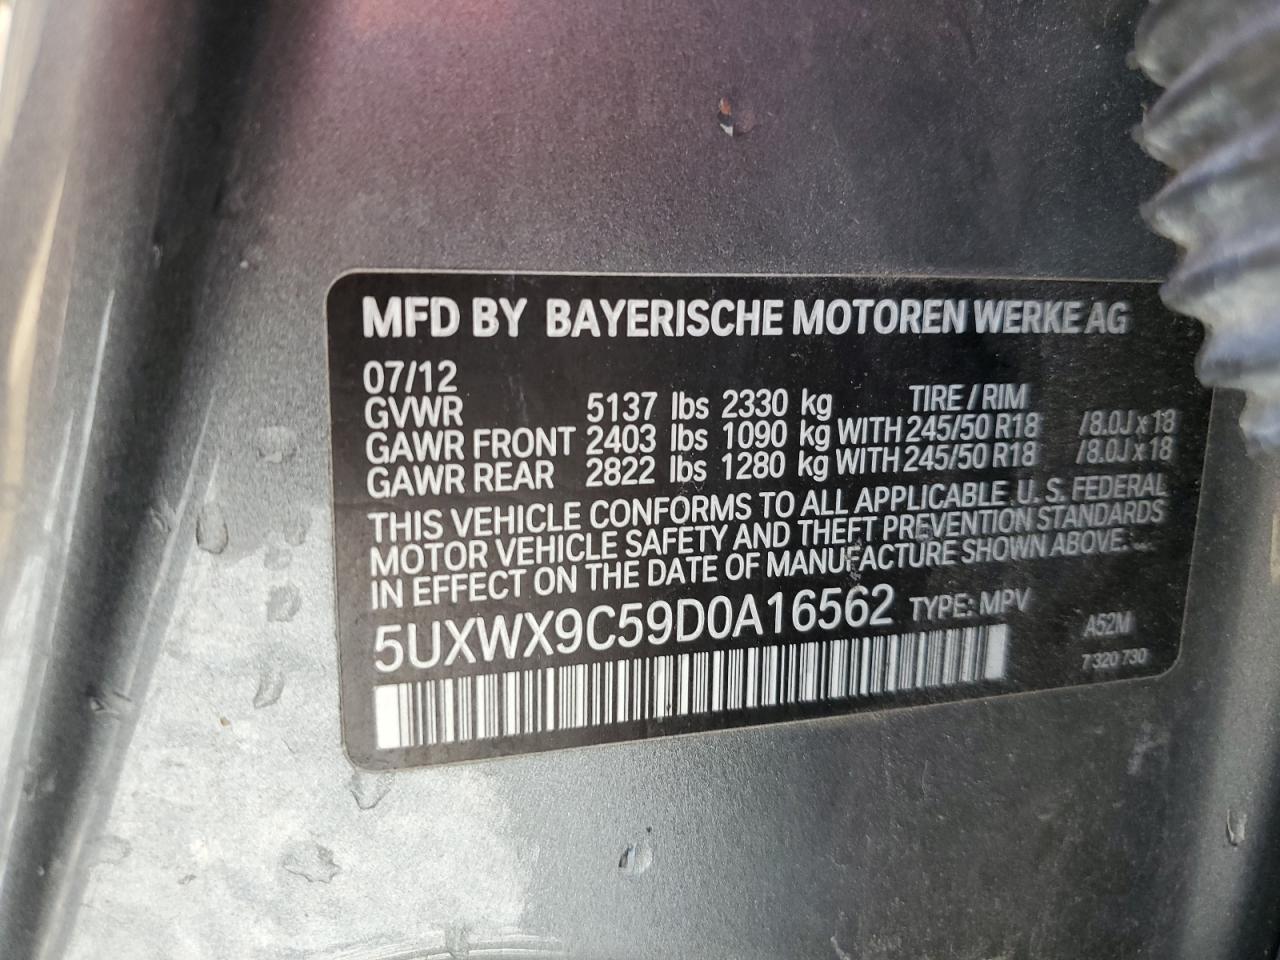 MFD BY BAYERISCHE MOTOREN WERKE AG
07/12
GVWR 5137 lbs 2330 kg TIRE / RIM
GAWR FRONT 2403 lbs 1090 kg WITH 245/50 R18 /8.0J x 18
GAWR REAR 2822 lbs 1280 kg WITH 245/50 R18 /8.0J x 18
THIS VEHICLE CONFORMS TO ALL APPLICABLE U.S. FEDERAL
MOTOR VEHICLE SAFETY AND THEFT PREVENTION STANDARDS
IN EFFECT ON THE DATE OF MANUFACTURE SHOWN ABOVE.
5UXWX9C59D0A16562 TYPE: MPV
A52M
7 320 730